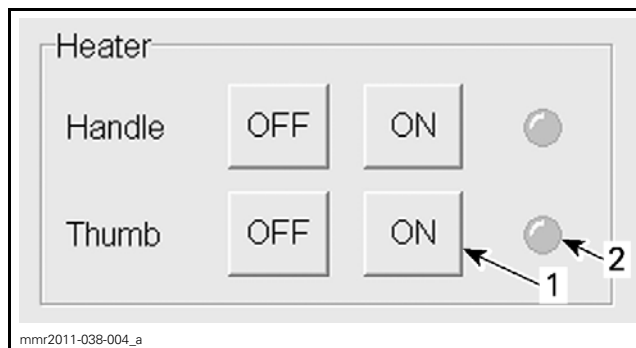 Heater
Handle OFF ON
Thumb OFF ON
1
2
mmr2011-038-004_a